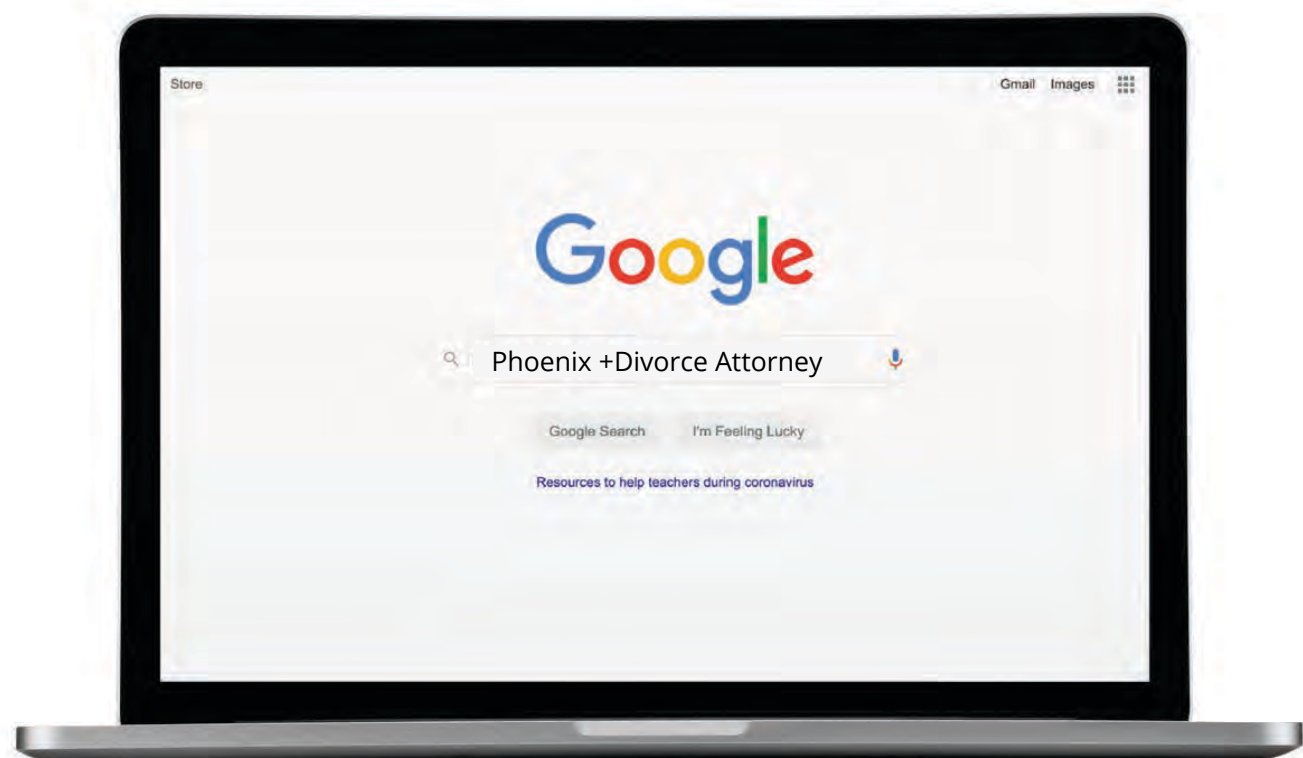 Store Gmail Images
Google
Phoenix +Divorce Attorney
Google Search I'm Feeling Lucky
Resources to help teachers during coronavirus